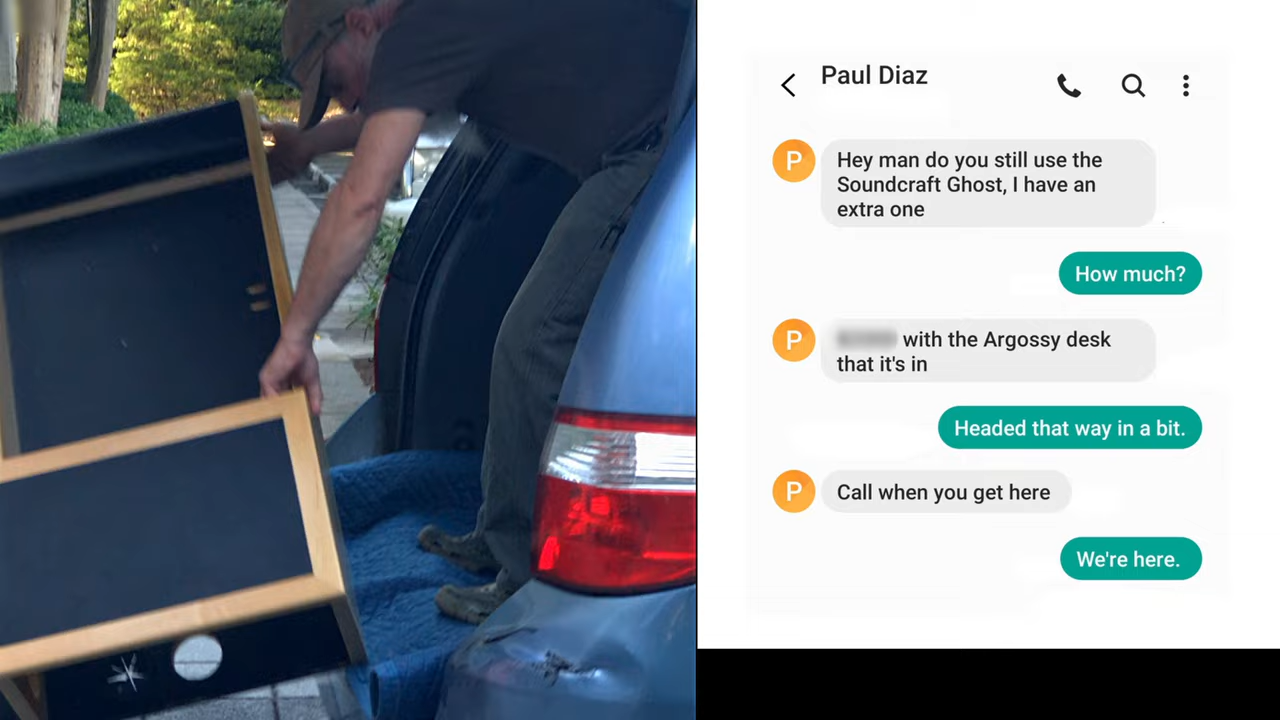 Paul Diaz
P
Hey man do you still use the
Soundcraft Ghost, I have an
extra one
How much?
P
with the Argossy desk
that it's in
Headed that way in a bit.
P
Call when you get here
We're here.